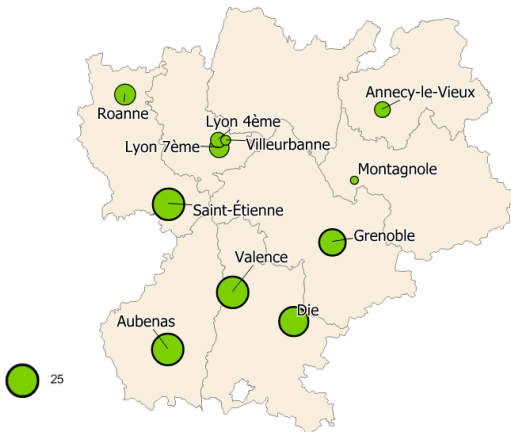 Annecy-le-Vieux
Roanne
Lyon 4ème
Lyon 7ème
Villeurbanne
Montagnole
Saint-Étienne
Grenoble
Valence
Die
Aubenas
25